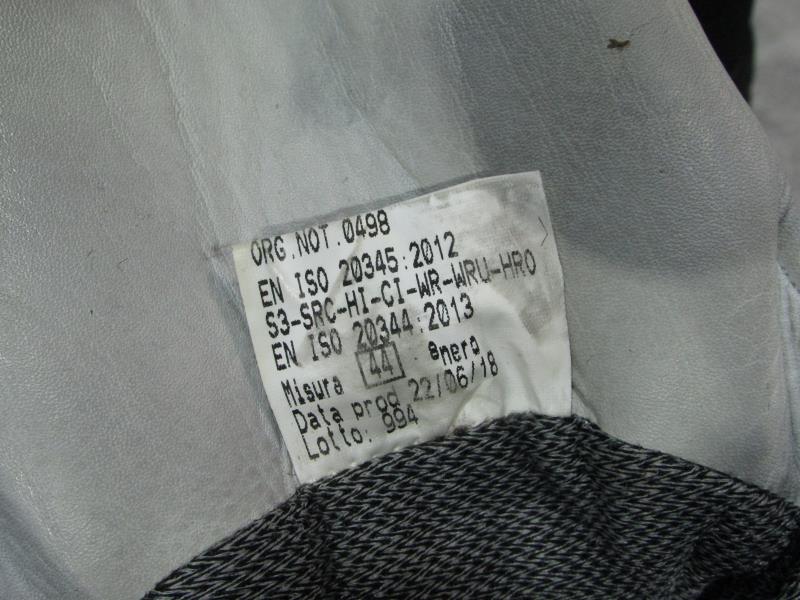 ORG.NOT.0498
EN ISO 20345:2012
S3-SRC-HI-CI-WR-WRU-HRO
EN ISO 20344:2013
Misura 44 anero
Data prod 22/06/18
Lotto: 994